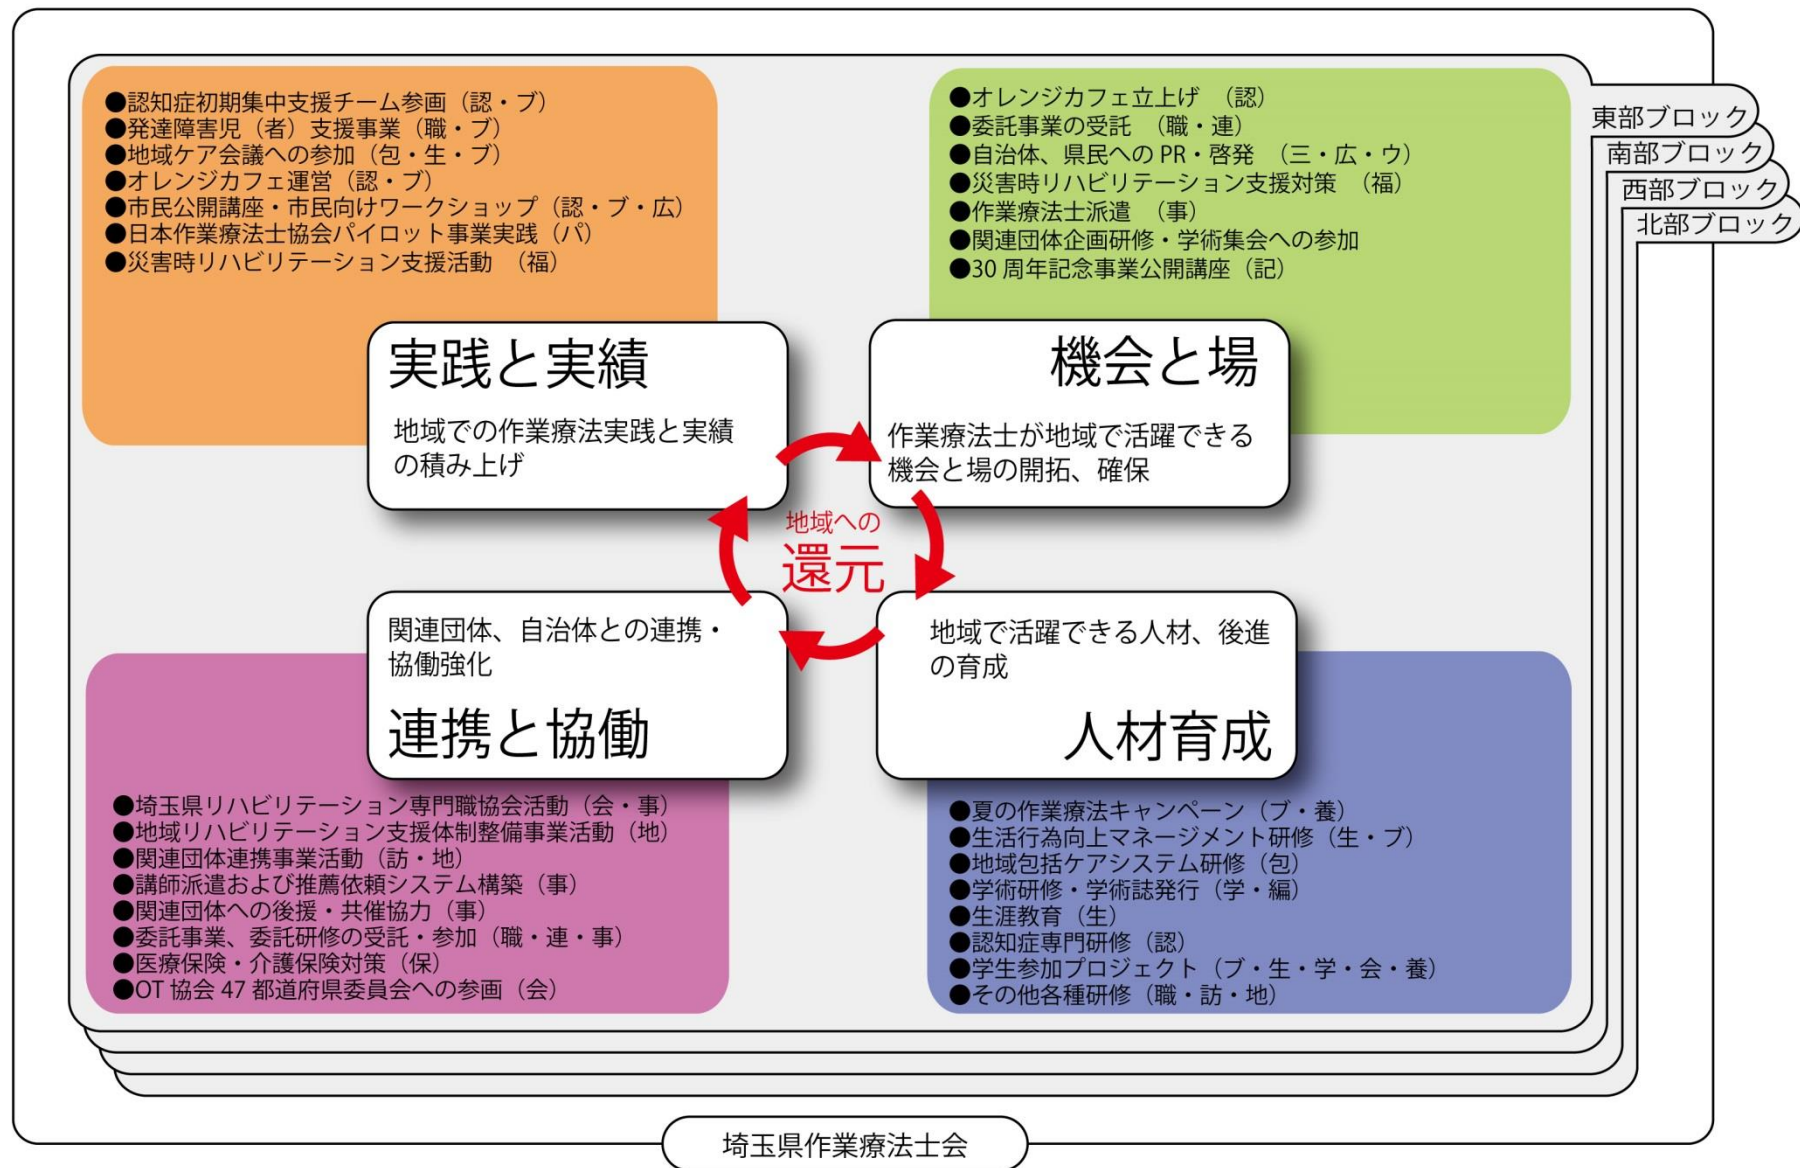 ●認知症初期集中支援チーム参画（認・ブ）
●発達障害児（者）支援事業（職・ブ）
●地域ケア会議への参加（包・生・ブ）
●オレンジカフェ運営（認・ブ）
●市民公開講座・市民向けワークショップ（認・ブ・広）
●日本作業療法士協会パイロット事業実践（パ）
●災害時リハビリテーション支援活動　（福）
実践と実績
地域での作業療法実践と実績
の積み上げ
●オレンジカフェ立上げ　（認）
●委託事業の受託　（職・連）
●自治体、県民への PR・啓発　（三・広・ウ）
●災害時リハビリテーション支援対策　（福）
●作業療法士派遣　（事）
●関連団体企画研修・学術集会への参加
●30 周年記念事業公開講座（記）
機会と場
作業療法士が地域で活躍できる
機会と場の開拓、確保
東部ブロック
南部ブロック
西部ブロック
北部ブロック
地域への
還元
関連団体、自治体との連携・
協働強化
連携と協働
●埼玉県リハビリテーション専門職協会活動（会・事）
●地域リハビリテーション支援体制整備事業活動（地）
●関連団体連携事業活動（訪・地）
●講師派遣および推薦依頼システム構築（事）
●関連団体への後援・共催協力（事）
●委託事業、委託研修の受託・参加（職・連・事）
●医療保険・介護保険対策（保）
●OT 協会 47 都道府県委員会への参画（会）
地域で活躍できる人材、後進
の育成
人材育成
●夏の作業療法キャンペーン（ブ・養）
●生活行為向上マネージメント研修（生・ブ）
●地域包括ケアシステム研修（包）
●学術研修・学術誌発行（学・編）
●生涯教育（生）
●認知症専門研修（認）
●学生参加プロジェクト（ブ・生・学・会・養）
●その他各種研修（職・訪・地）
埼玉県作業療法士会